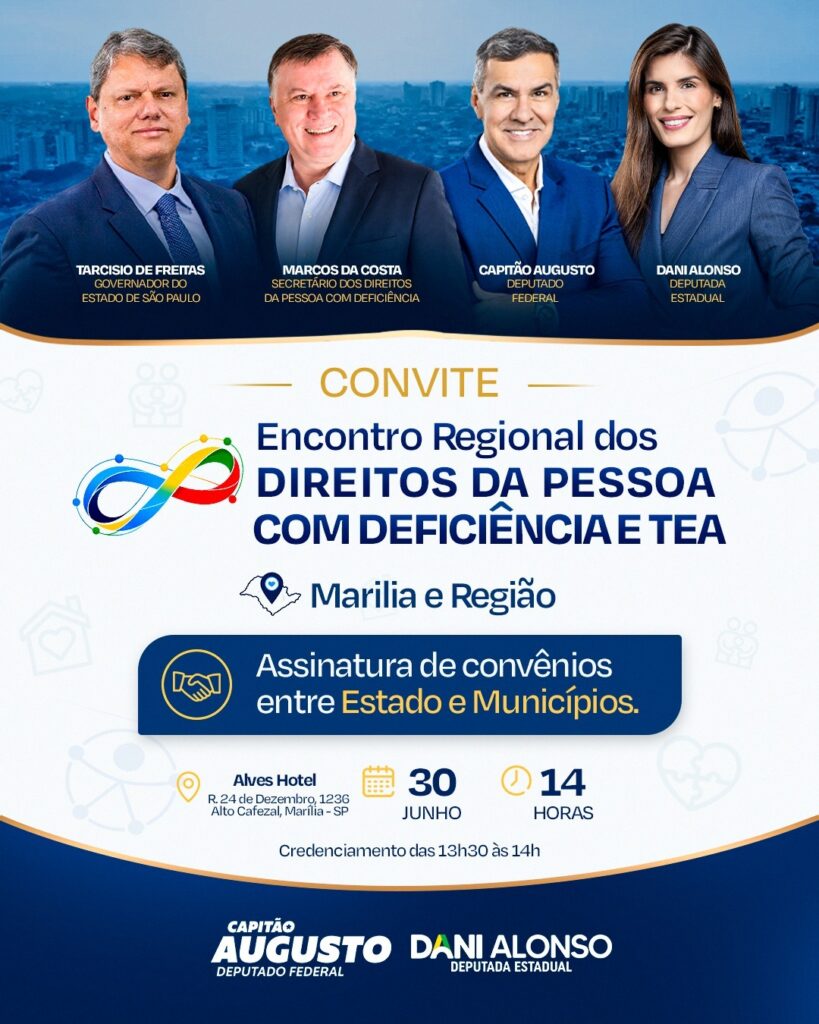 TARCISIO DE FREITAS
GOVERNADOR DO
ESTADO DE SÃO PAULO
MARCOS DA COSTA
SECRETÁRIO DOS DIREITOS
DA PESSOA COM DEFICIÊNCIA
CAPITÃO AUGUSTO
DEPUTADO
FEDERAL
DANI ALONSO
DEPUTADA
ESTADUAL
CONVITE
Encontro Regional dos
DIREITOS DA PESSOA
COM DEFICIÊNCIA E TEA
Marilia e Região
Assinatura de convênios
entre Estado e Municípios.
Alves Hotel
R. 24 de Dezembro, 1236
Alto Cafezal, Marília - SP
30
JUNHO
14
HORAS
Credenciamento das 13h30 às 14h
CAPITÃO
AUGUSTO
DEPUTADO FEDERAL
DANI ALONSO
DEPUTADA ESTADUAL